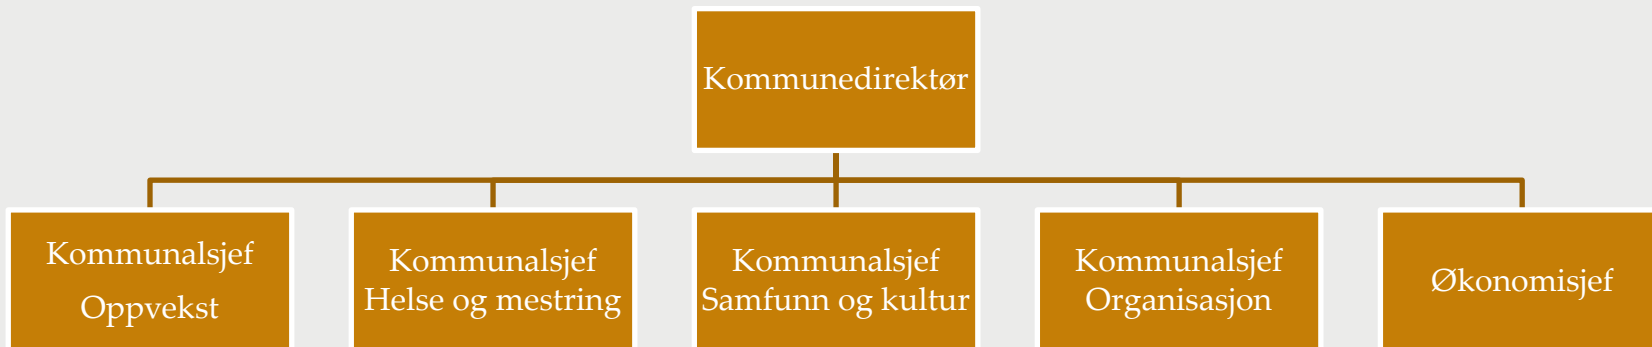 Kommunedirektør
Kommunalsjef
Oppvekst
Kommunalsjef
Helse og mestring
Kommunalsjef
Samfunn og kultur
Kommunalsjef
Organisasjon
Økonomisjef